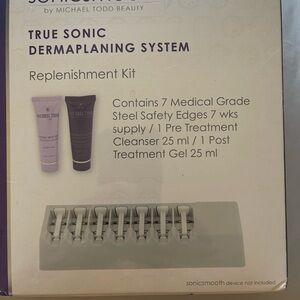 by MICHAEL TODD BEAUTY
TRUE SONIC
DERMAPLANING SYSTEM
Replenishment Kit
Contains 7 Medical Grade
Steel Safety Edges 7 wks
supply / 1 Pre Treatment
Cleanser 25 ml / 1 Post
Treatment Gel 25 ml
sonicsmooth device not included